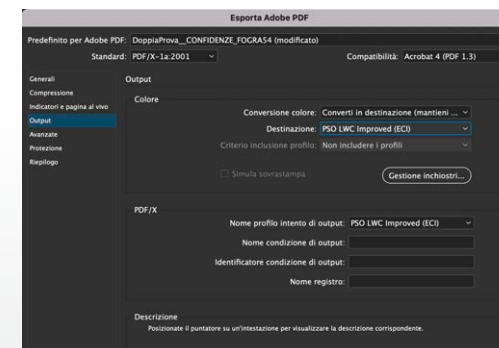 Esporta Adobe PDF
Predefinito per Adobe PDF: DoppiaProva__CONFIDENZE_FOGRA54 (modificato)
Standard: PDF/X-1a:2001 Compatibilità: Acrobat 4 (PDF 1.3)
Generali
Compressione
Indicatori e pagina al vivo
Output
Avanzate
Protezione
Riepilogo
Output
Colore
Conversione colore: Converti in destinazione (mantieni ...
Destinazione: PSO LWC Improved (ECI)
Criterio inclusione profilo: Non includere i profili
Simula sovrastampa Gestione inchiostri...
PDF/X
Nome profilo intento di output: PSO LWC Improved (ECI)
Nome condizione di output:
Identificatore condizione di output:
Nome registro:
Descrizione
Posizionate il puntatore su un'intestazione per visualizzare la descrizione corrispondente.